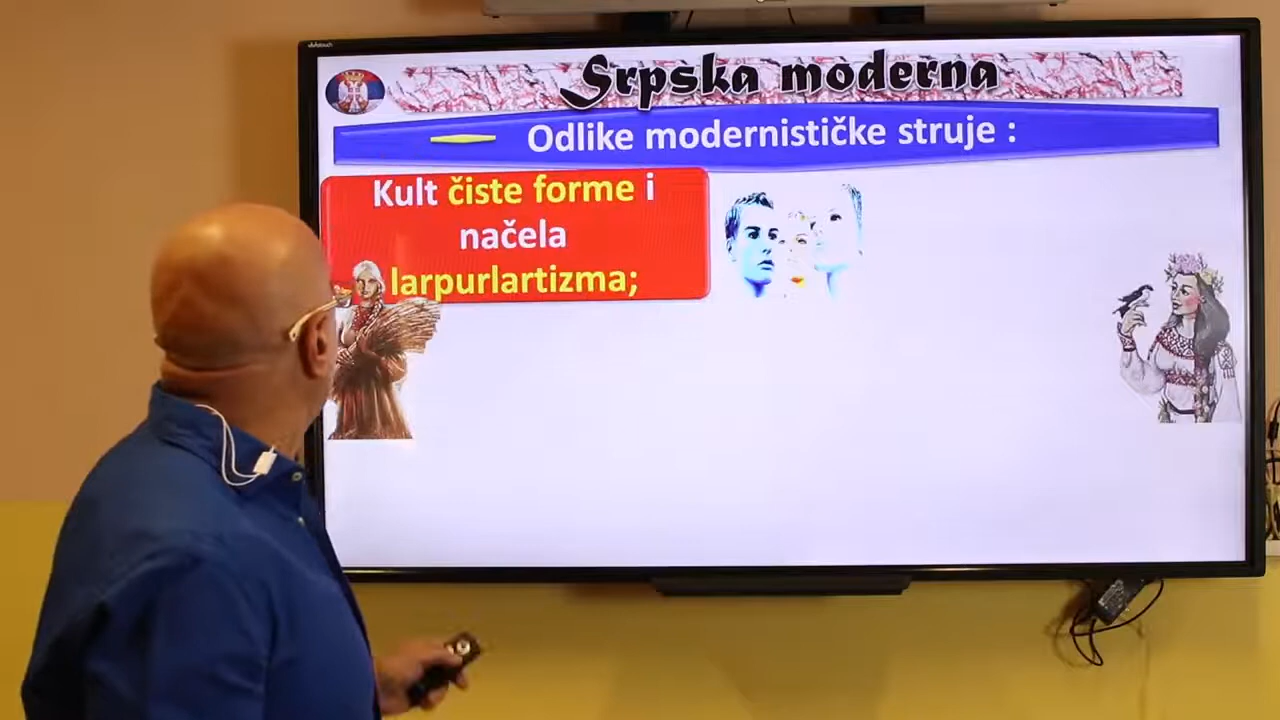 Srpska moderna
Odlike modernističke struje :
Kult čiste forme i
načela
larpurlartizma;